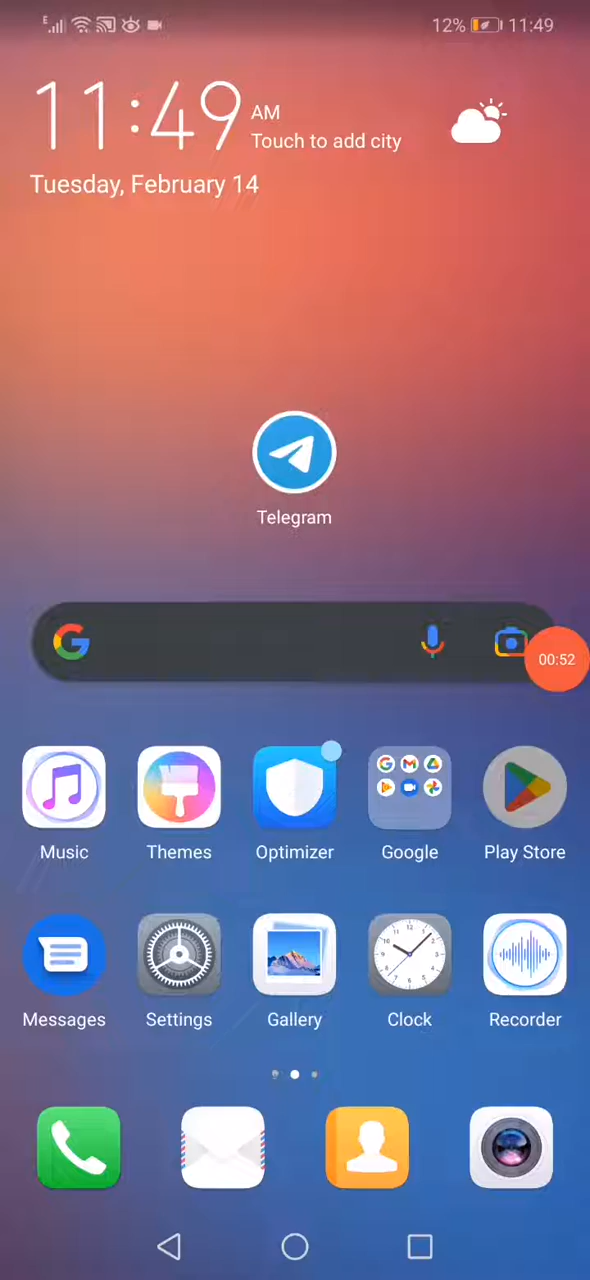 E 12% 11:49
11:49 AM
Touch to add city
Tuesday, February 14
Telegram
00:52
Music Themes Optimizer Google Play Store
Messages Settings Gallery Clock Recorder